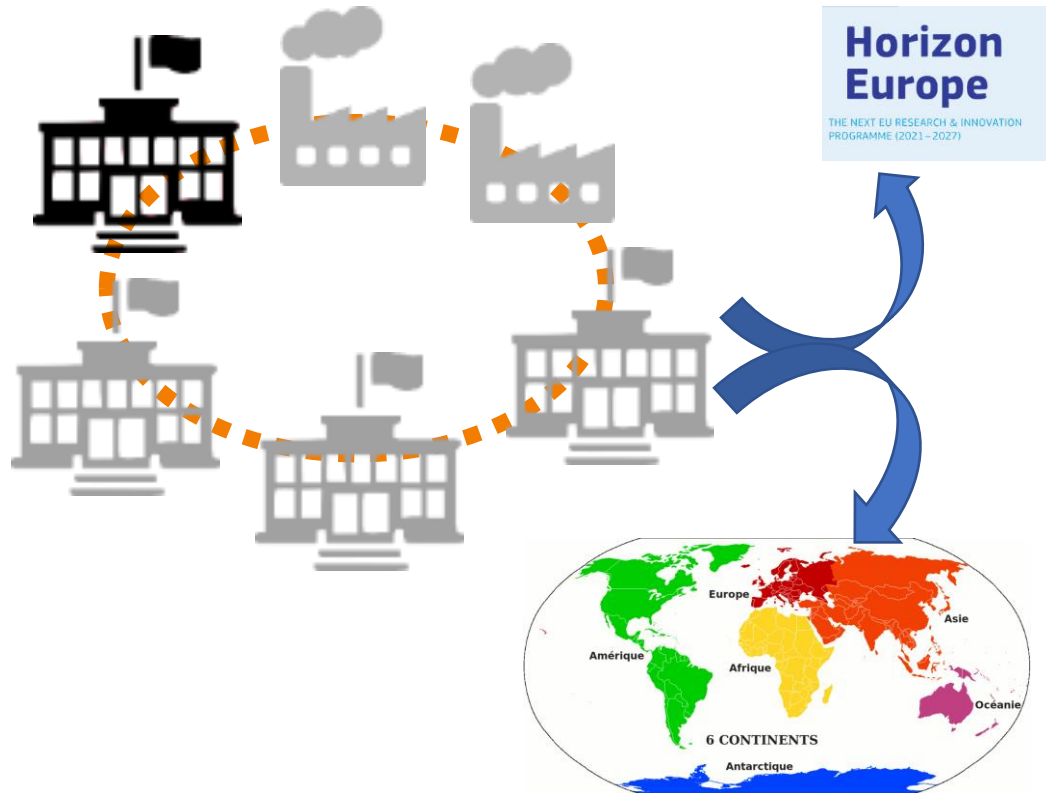 Horizon
Europe
THE NEXT EU RESEARCH & INNOVATION
PROGRAMME (2021–2027)
Europe
Asie
Amérique
Afrique
Océanie
6 CONTINENTS
Antarctique